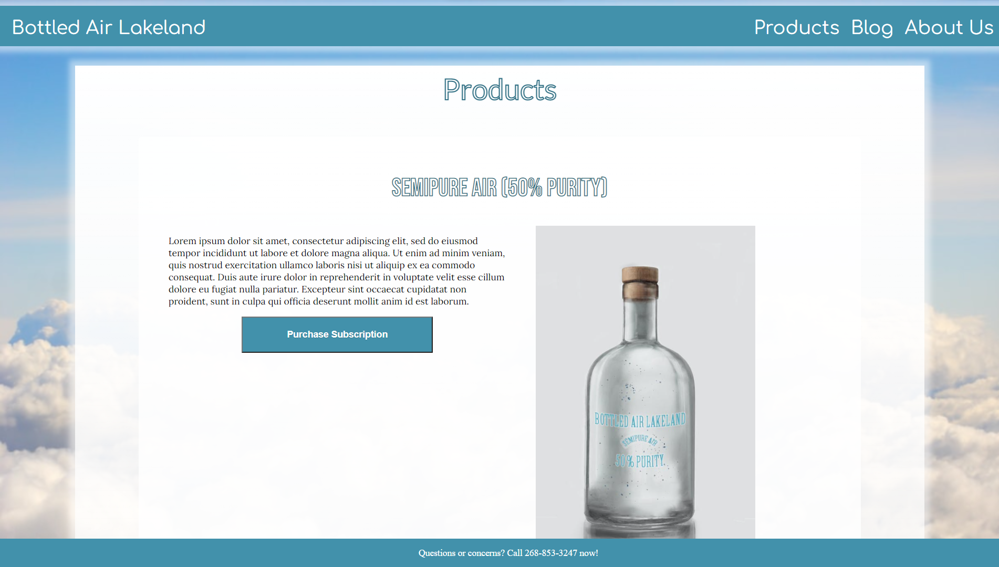 Bottled Air Lakeland
Products Blog About Us
Products
SEMIPURE AIR (50% PURITY)
Lorem ipsum dolor sit amet, consectetur adipiscing elit, sed do eiusmod
tempor incididunt ut labore et dolore magna aliqua. Ut enim ad minim veniam,
quis nostrud exercitation ullamco laboris nisi ut aliquip ex ea commodo
consequat. Duis aute irure dolor in reprehenderit in voluptate velit esse cillum
dolore eu fugiat nulla pariatur. Excepteur sint occaecat cupidatat non
proident, sunt in culpa qui officia deserunt mollit anim id est laborum.
Purchase Subscription
BOTTLED AIR LAKELAND
SEMIPURE AIR
50% PURITY.
Questions or concerns? Call 268-853-3247 now!